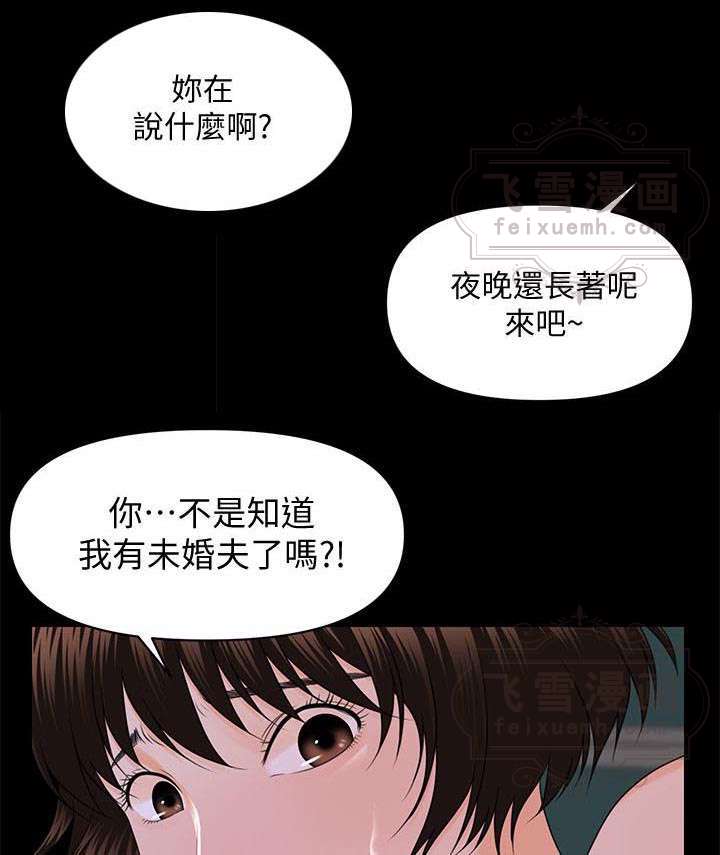 妳在
說什麼啊?
飞雪漫画
feixuemh.com
夜晚還長著呢
來吧~
你…不是知道
我有未婚夫了嗎?!
飞雪漫画
feixuemh.com